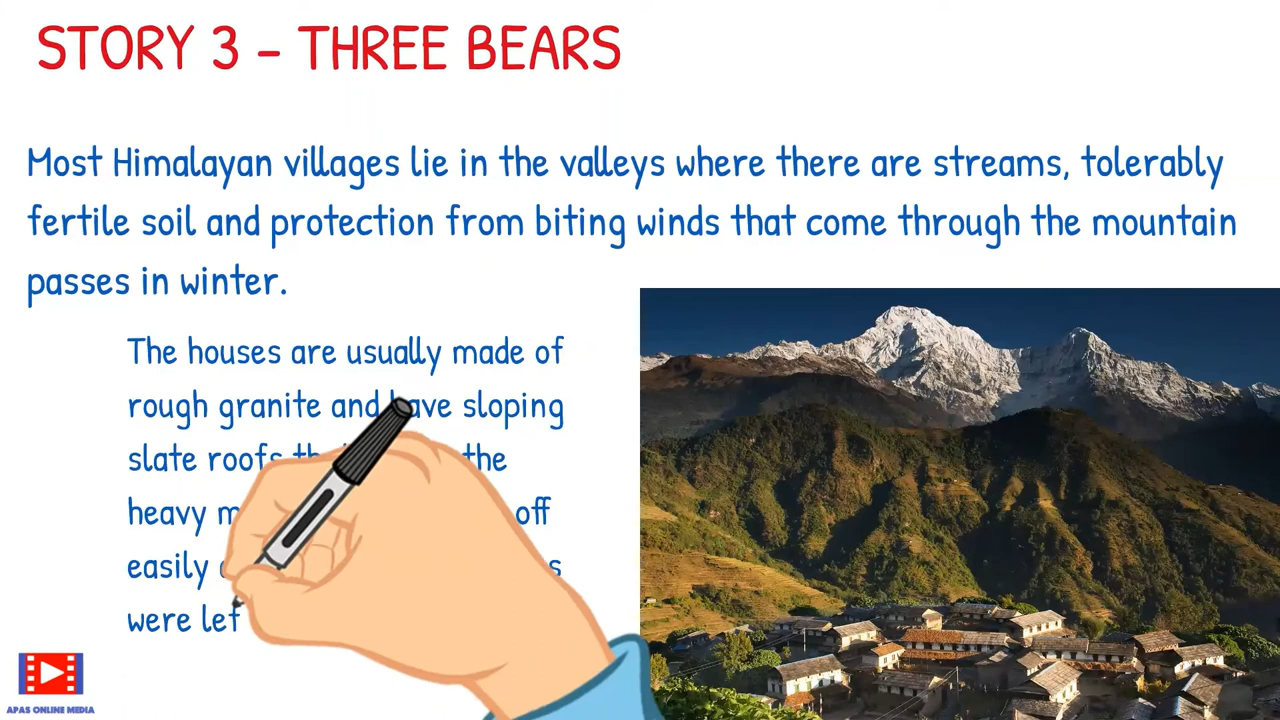 STORY 3 – THREE BEARS
Most Himalayan villages lie in the valleys where there are streams, tolerably
fertile soil and protection from biting winds that come through the mountain
passes in winter.
The houses are usually made of
rough granite and have sloping
slate roofs the
heavy off
easily
were lef
APAS ONLINE MEDIA